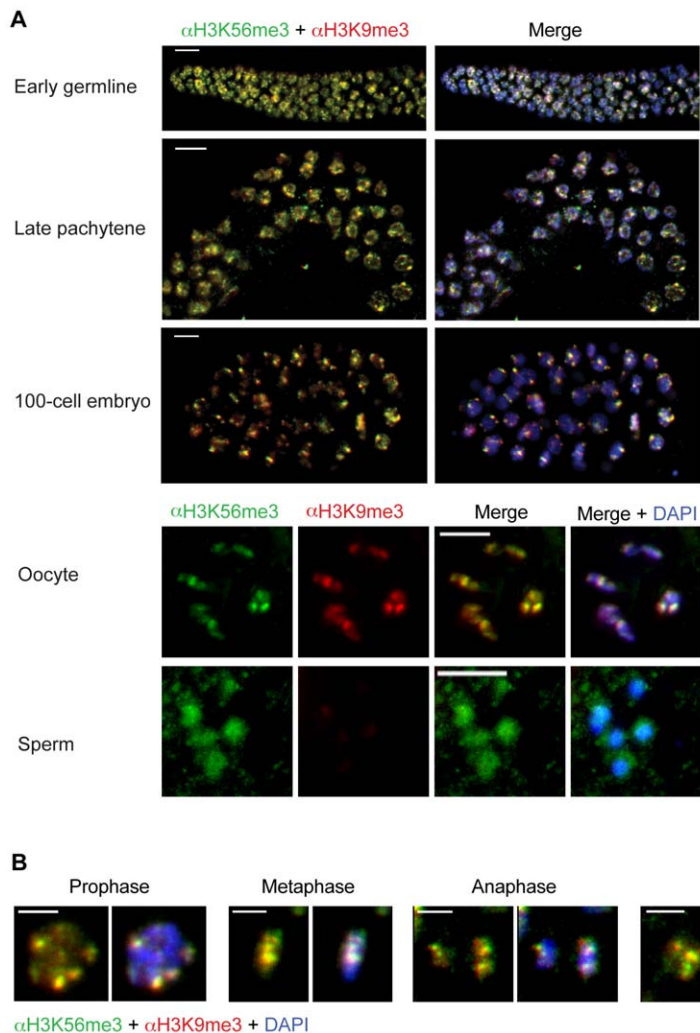 A
αH3K56me3 + αH3K9me3 Merge
Early germline
Late pachytene
100-cell embryo
αH3K56me3 αH3K9me3 Merge Merge + DAPI
Oocyte
Sperm
B
Prophase Metaphase Anaphase
αH3K56me3 + αH3K9me3 + DAPI